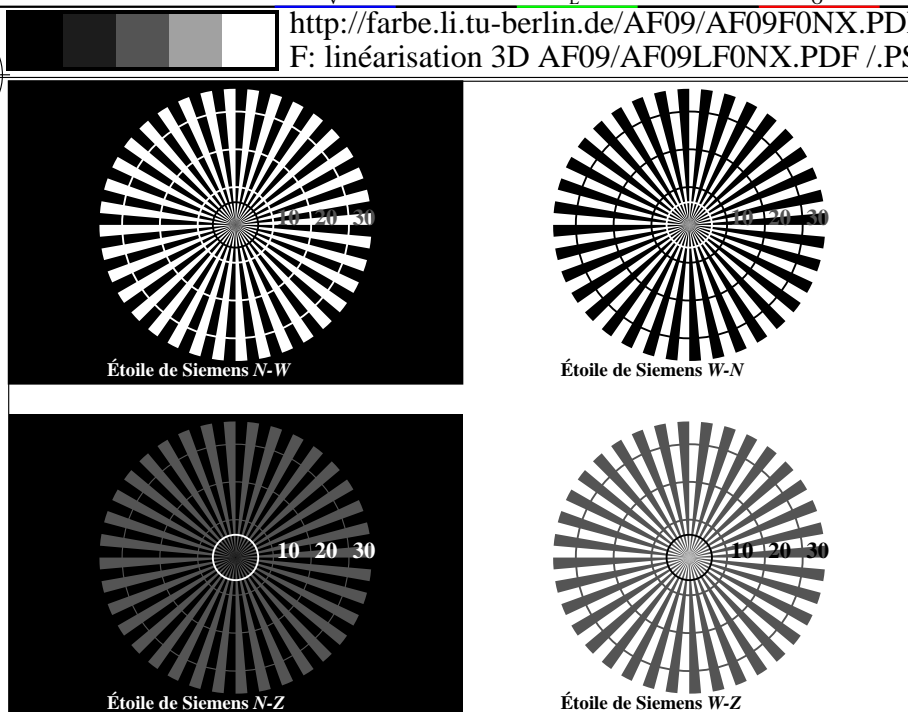 http://farbe.li.tu-berlin.de/AF09/AF09F0NX.PD
F: linéarisation 3D AF09/AF09LF0NX.PDF /.PS
10 20 30
10 20 30
Étoile de Siemens N-W
Étoile de Siemens W-N
10 20 30
10 20 30
Étoile de Siemens N-Z
Étoile de Siemens W-Z